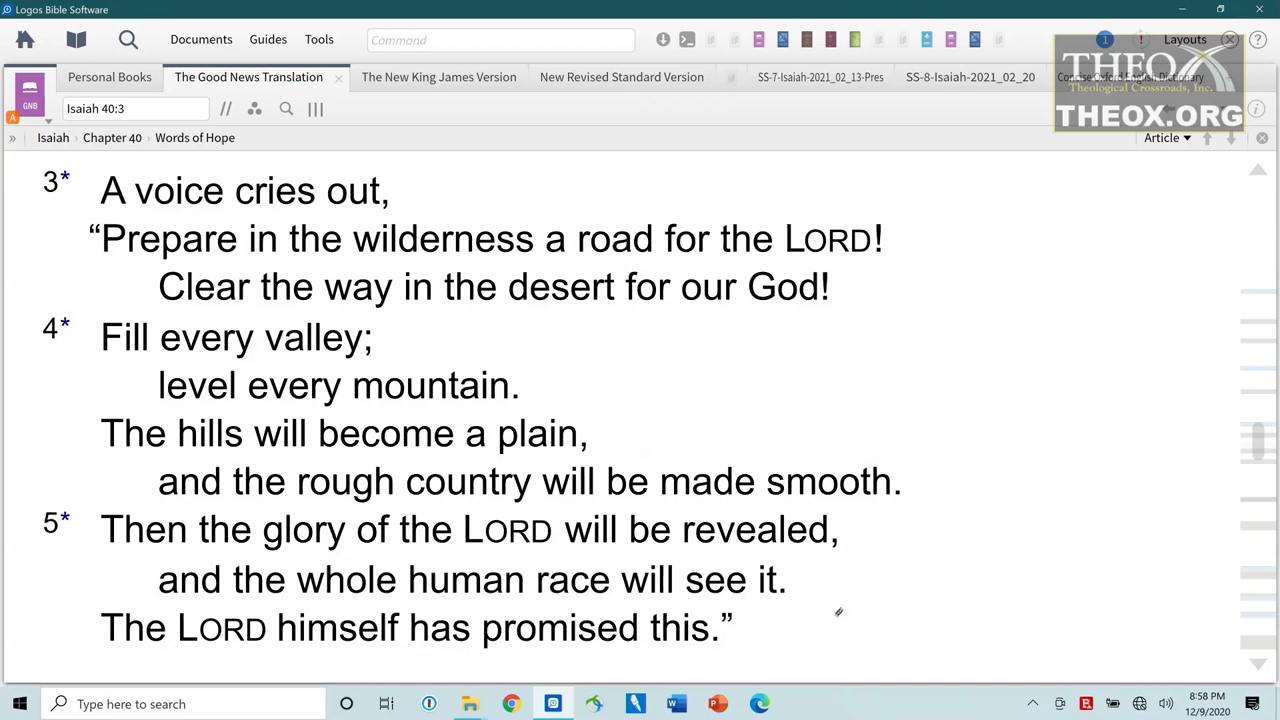 Logos Bible Software
Documents Guides Tools Command Layouts
1
THEOX
Theological Crossroads, Inc.
THEOX.ORG
Personal Books The Good News Translation The New King James Version New Revised Standard Version SS-7-Isaiah-2021_02_13-Pres SS-8-Isaiah-2021_02_20 Concise Oxford English Dictionary
GNB
A
Isaiah 40:3
Isaiah Chapter 40 Words of Hope Article
3* A voice cries out,
“Prepare in the wilderness a road for the LORD!
Clear the way in the desert for our God!
4* Fill every valley;
level every mountain.
The hills will become a plain,
and the rough country will be made smooth.
5* Then the glory of the LORD will be revealed,
and the whole human race will see it.
The LORD himself has promised this.”
Type here to search
8:58 PM
12/9/2020